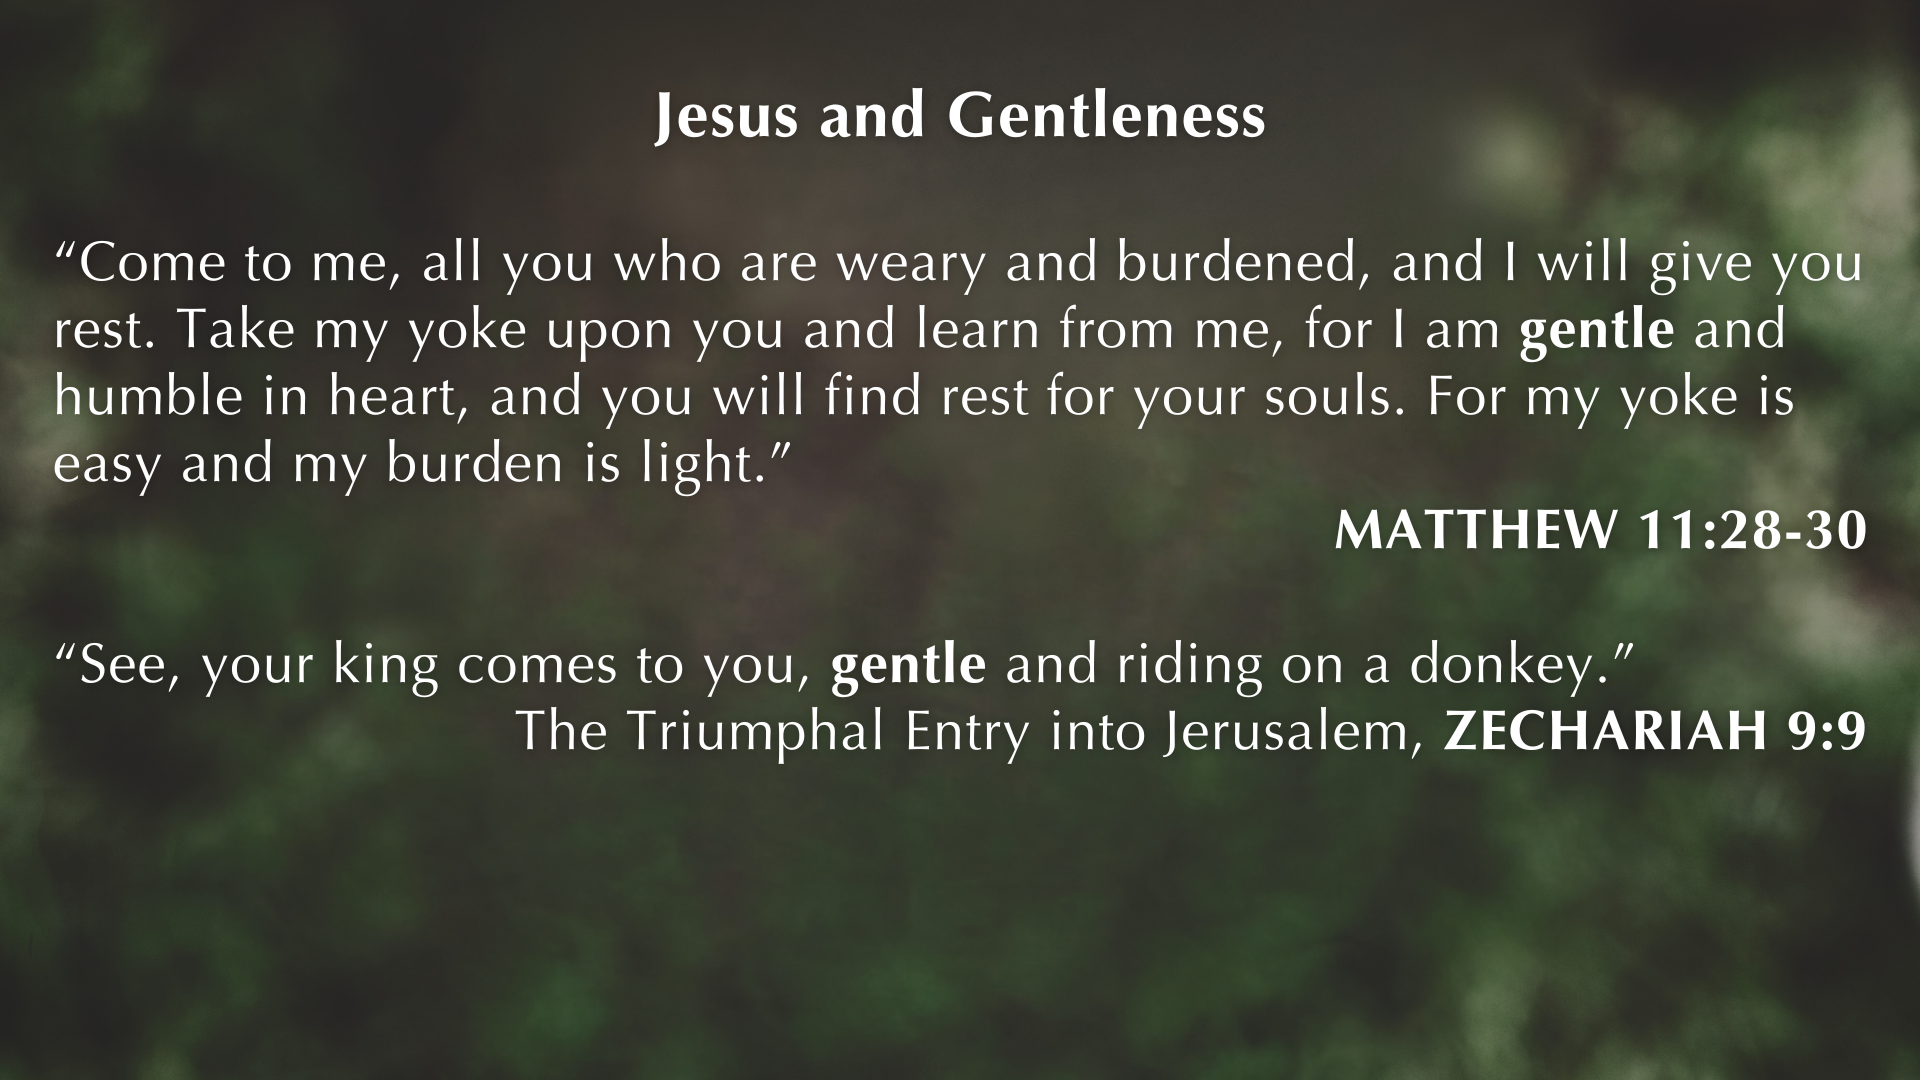 Jesus and Gentleness
“Come to me, all you who are weary and burdened, and I will give you
rest. Take my yoke upon you and learn from me, for I am gentle and
humble in heart, and you will find rest for your souls. For my yoke is
easy and my burden is light.”
MATTHEW 11:28-30
“See, your king comes to you, gentle and riding on a donkey.”
The Triumphal Entry into Jerusalem, ZECHARIAH 9:9